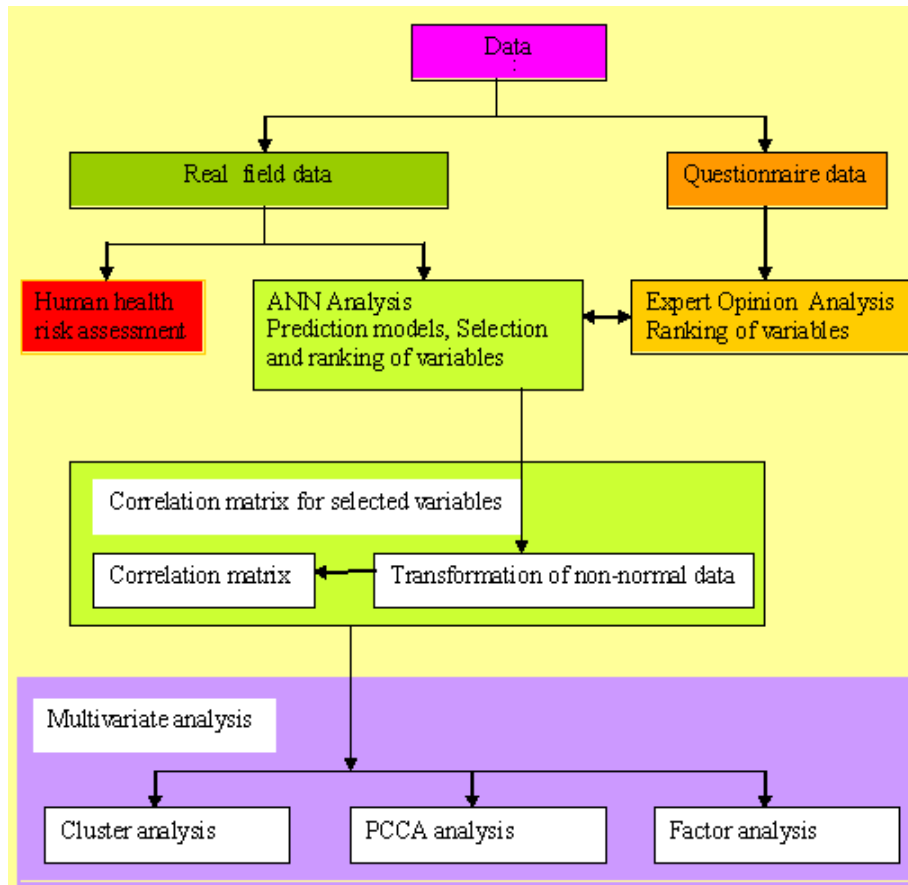 Data
:
Real field data
Questionnaire data
Human health
risk assessment
ANN Analysis
Prediction models, Selection
and ranking of variables
Expert Opinion Analysis
Ranking of variables
Correlation matrix for selected variables
Correlation matrix
Transformation of non-normal data
Multivariate analysis
Cluster analysis
PCCA analysis
Factor analysis